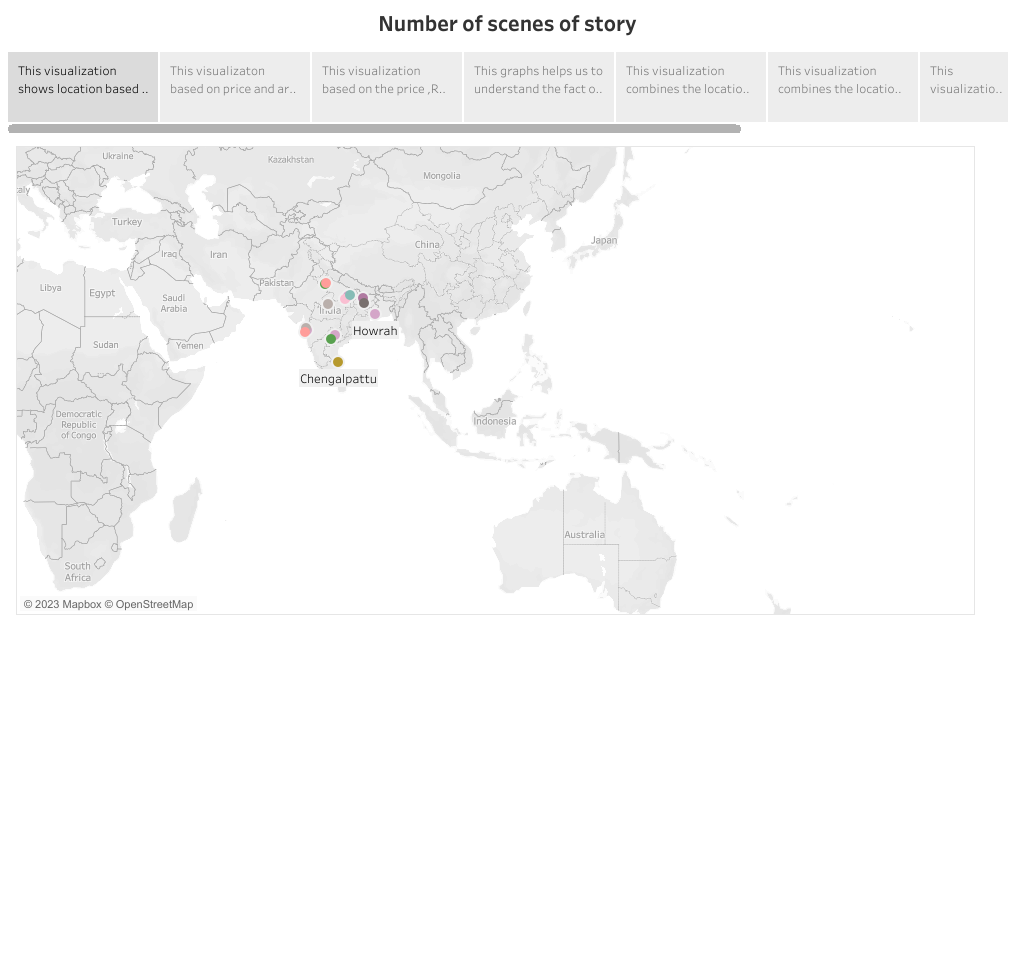 Number of scenes of story
This visualization
shows location based ..
This visualizaton
based on price and ar..
This visualization
based on the price ,R..
This graphs helps us to
understand the fact o..
This visualization
combines the locatio..
This visualization
combines the locatio..
This
visualizatio..
Ukraine
Kazakhstan
Mongolia
aly
Turkey
Japan
China
Iraq
Iran
Pakistan
Libya
Egypt
Saudi
Arabia
India
Howrah
Sudan
Yemen
Chengalpattu
Democratic
Republic
of Congo
Indonesia
Australia
South
Africa
© 2023 Mapbox © OpenStreetMap